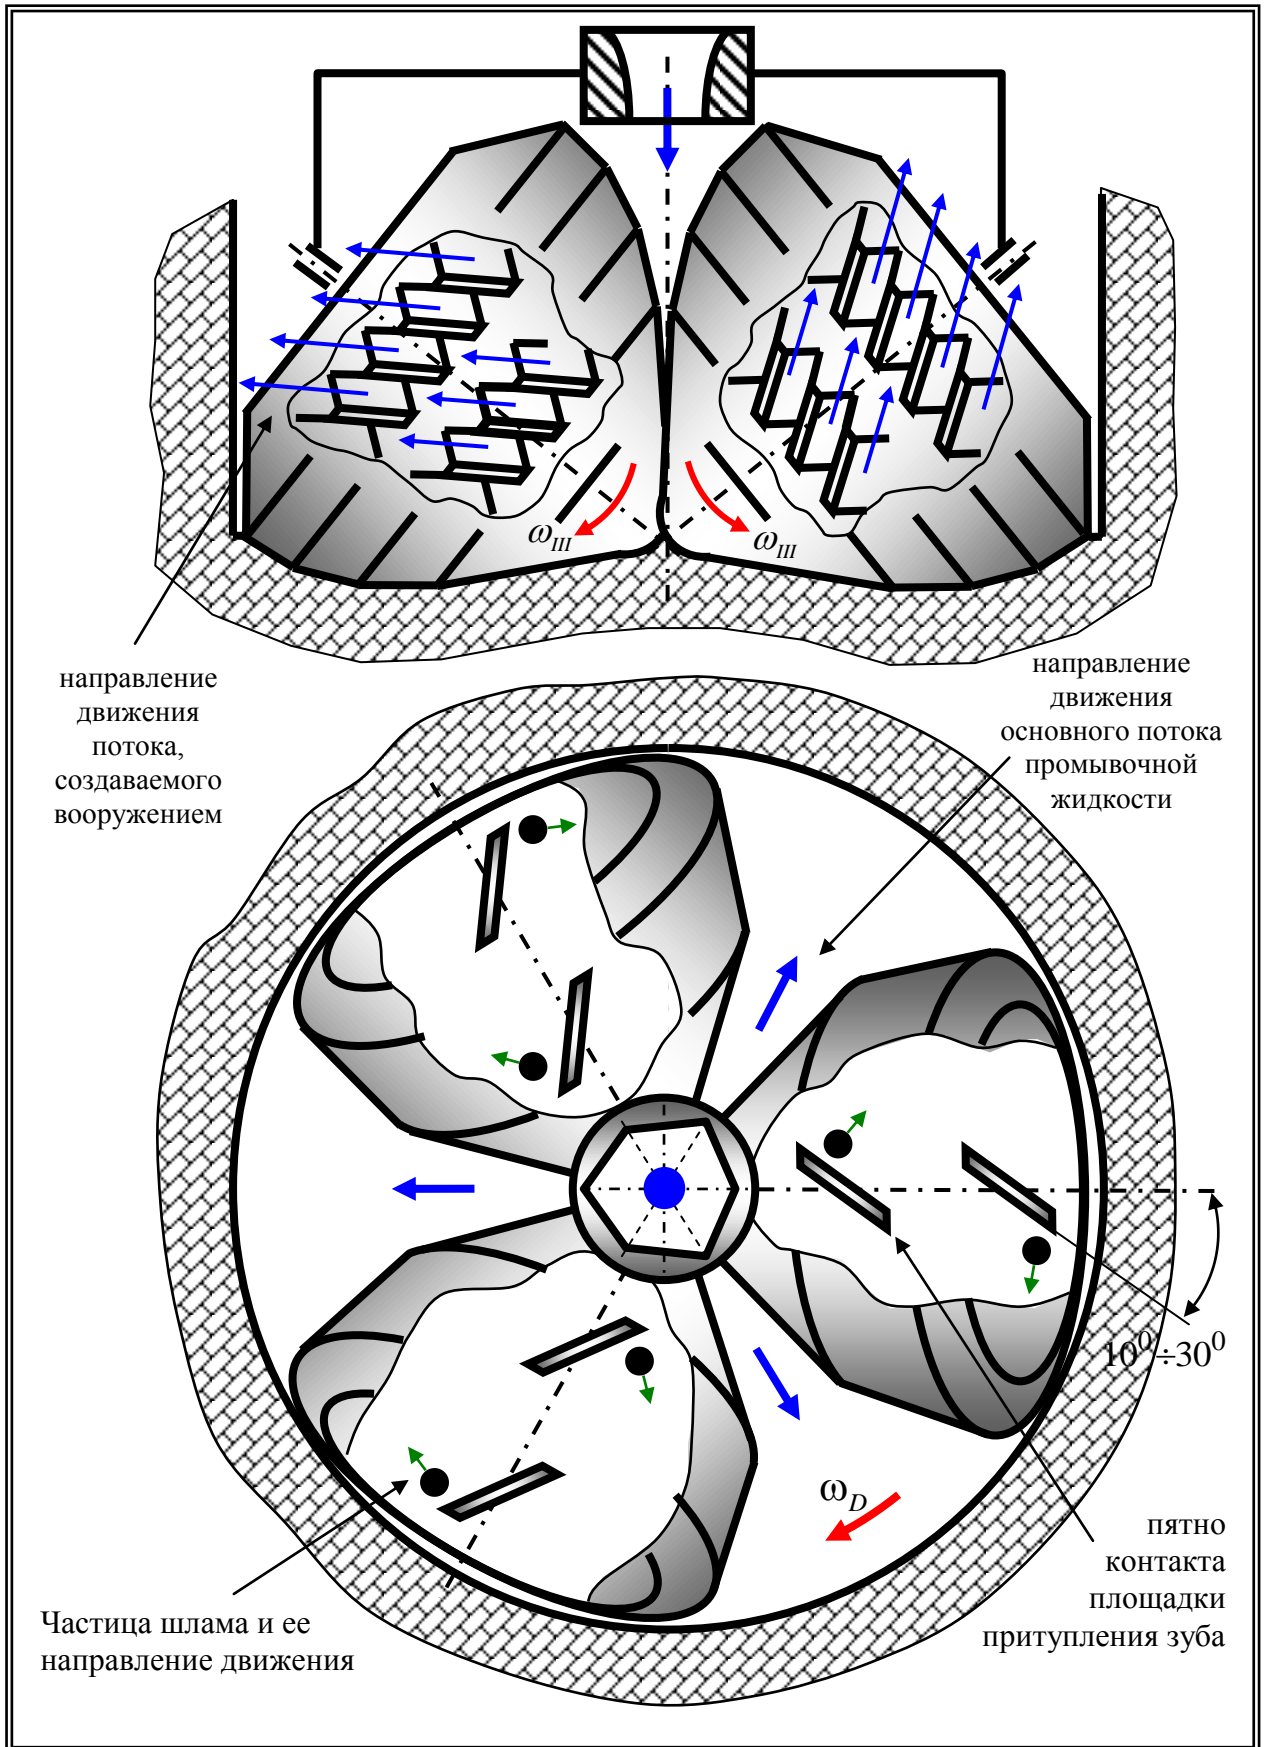 ω_III
ω_III
направление
движения
потока,
создаваемого
вооружением
направление
движения
основного потока
промывочной
жидкости
10⁰÷30⁰
ω_D
пятно
контакта
площадки
притупления зуба
Частица шлама и ее
направление движения